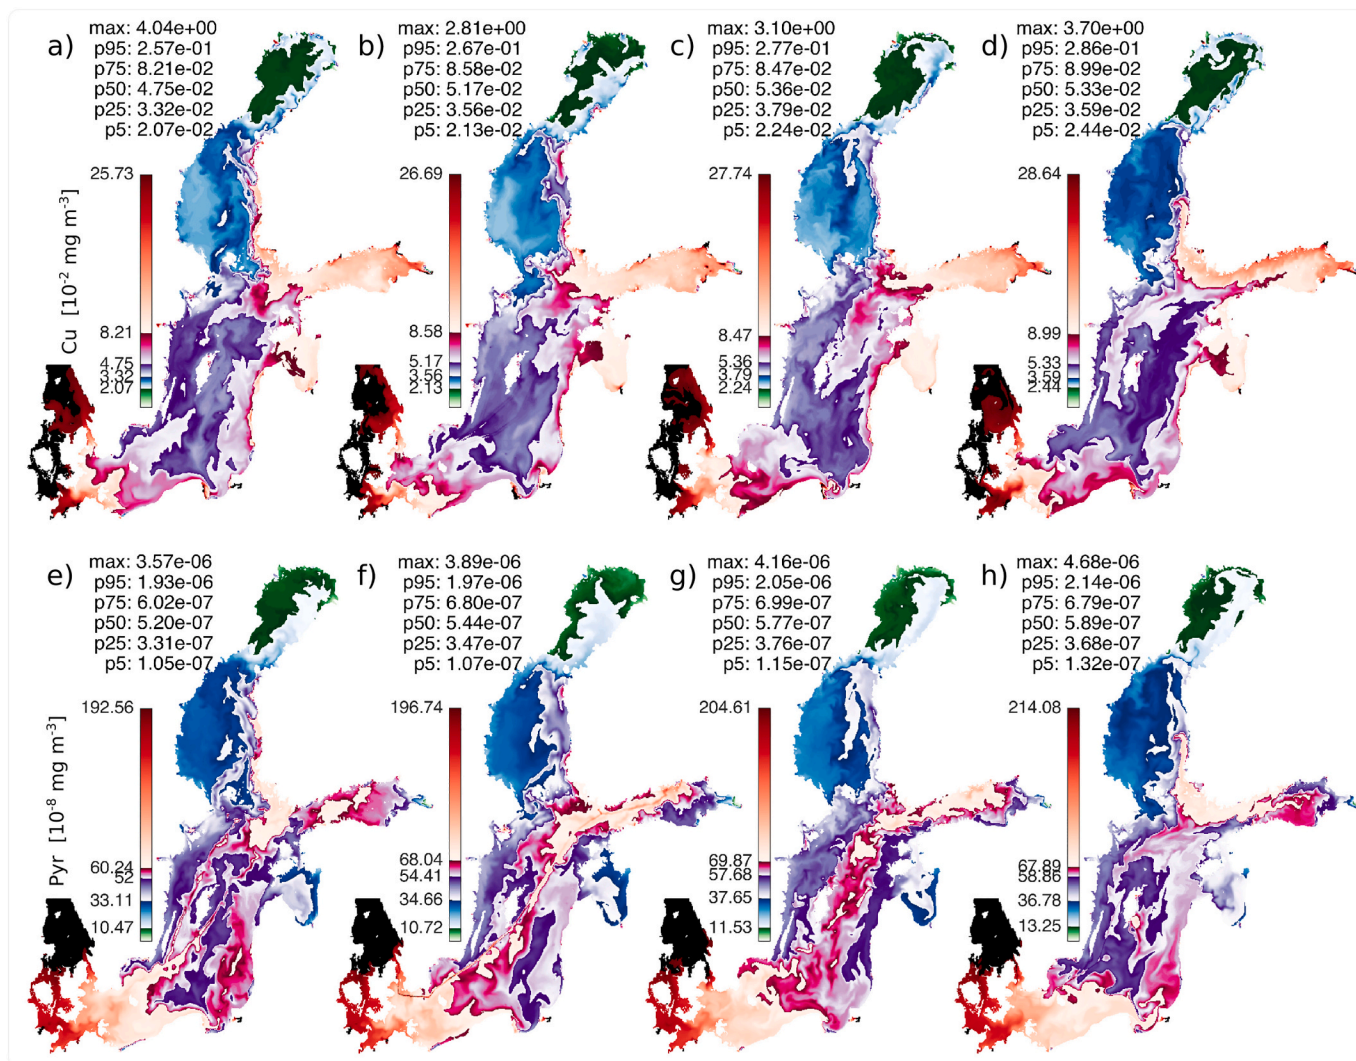 a)
max: 4.04e+00
p95: 2.57e-01
p75: 8.21e-02
p50: 4.75e-02
p25: 3.32e-02
p5: 2.07e-02
b)
max: 2.81e+00
p95: 2.67e-01
p75: 8.58e-02
p50: 5.17e-02
p25: 3.56e-02
p5: 2.13e-02
c)
max: 3.10e+00
p95: 2.77e-01
p75: 8.47e-02
p50: 5.36e-02
p25: 3.79e-02
p5: 2.24e-02
d)
max: 3.70e+00
p95: 2.86e-01
p75: 8.99e-02
p50: 5.33e-02
p25: 3.59e-02
p5: 2.44e-02
Cu [10⁻² mg m⁻³]
25.73
8.21
4.75
2.07
26.69
8.58
5.17
3.56
2.13
27.74
8.47
5.36
3.79
2.24
28.64
8.99
5.33
3.59
2.44
e)
max: 3.57e-06
p95: 1.93e-06
p75: 6.02e-07
p50: 5.20e-07
p25: 3.31e-07
p5: 1.05e-07
f)
max: 3.89e-06
p95: 1.97e-06
p75: 6.80e-07
p50: 5.44e-07
p25: 3.47e-07
p5: 1.07e-07
g)
max: 4.16e-06
p95: 2.05e-06
p75: 6.99e-07
p50: 5.77e-07
p25: 3.76e-07
p5: 1.15e-07
h)
max: 4.68e-06
p95: 2.14e-06
p75: 6.79e-07
p50: 5.89e-07
p25: 3.68e-07
p5: 1.32e-07
Pyr [10⁻⁸ mg m⁻³]
192.56
60.24
52
33.11
10.47
196.74
68.04
54.41
34.66
10.72
204.61
69.87
57.68
37.65
11.53
214.08
67.89
36.78
13.25